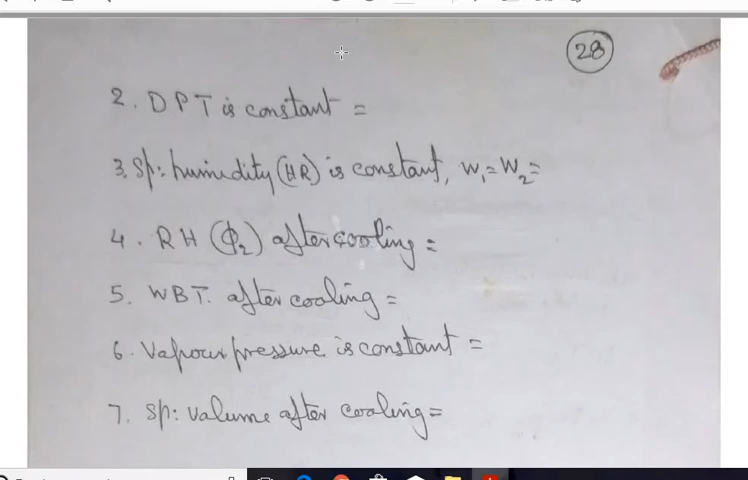 28
2. DPT is constant =
3. Sp: humidity (HR) is constant, W₁ = W₂ =
4. RH (Φ₂) after cooling =
5. WBT. after cooling =
6. Vapour pressure is constant =
7. Sp: valume after cooling =